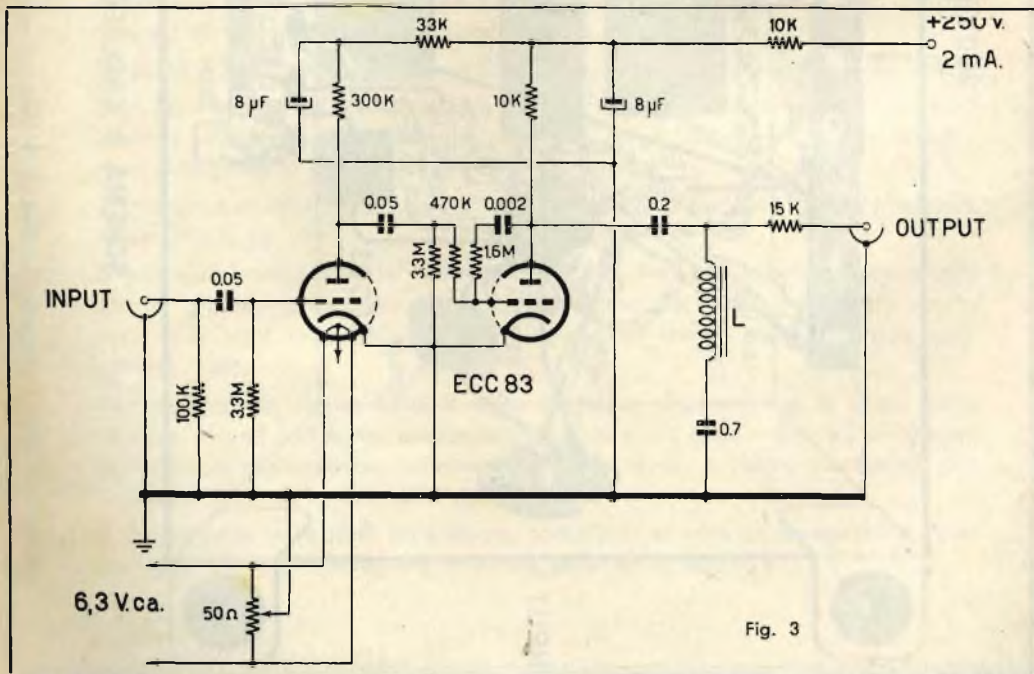 33K
10K
+250 V.
2 mA.
8 µF
300K
10K
8 µF
0.05
470K
0.002
0.2
15 K
OUTPUT
3.3M
1.6M
INPUT
0.05
L
ECC 83
100K
3.3M
0.7
6,3 V. ca.
50Ω
Fig. 3